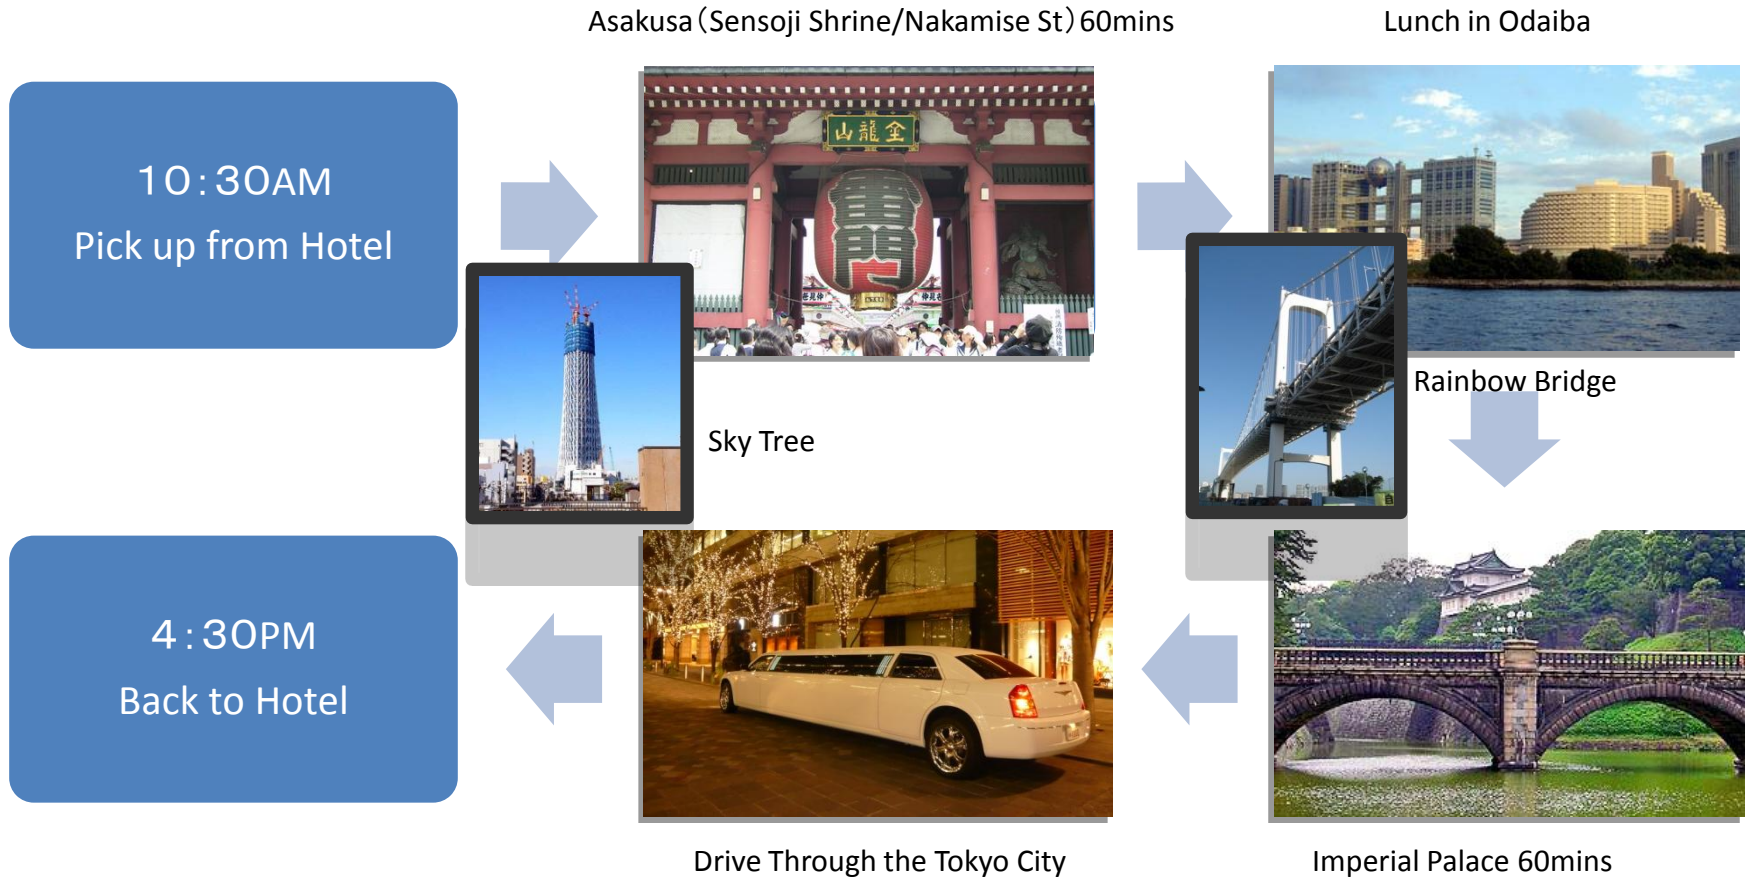 Asakusa（Sensoji Shrine/Nakamise St）60mins
Lunch in Odaiba
10:30AM
Pick up from Hotel
金龍山
Rainbow Bridge
Sky Tree
4:30PM
Back to Hotel
Drive Through the Tokyo City
Imperial Palace 60mins